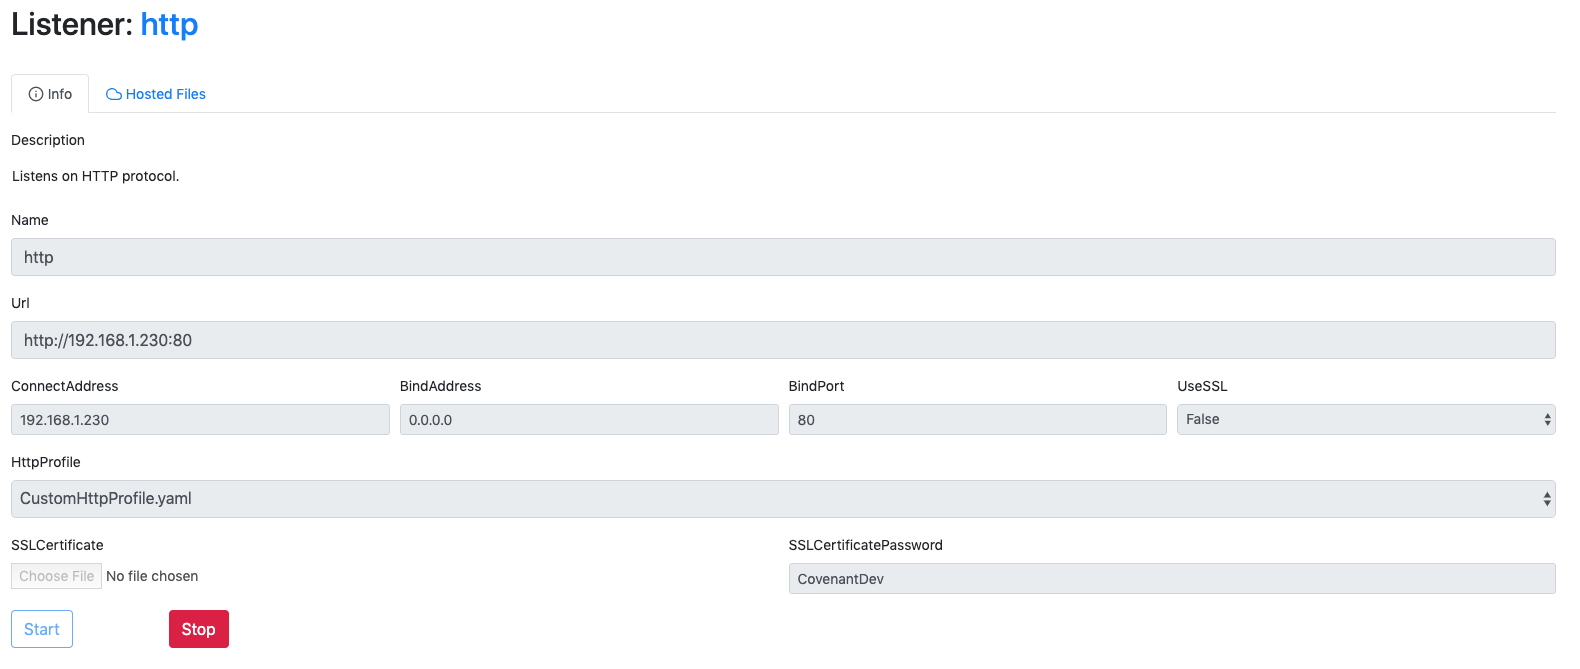 Listener: http
Info Hosted Files
Description
Listens on HTTP protocol.
Name
http
Url
http://192.168.1.230:80
ConnectAddress BindAddress BindPort UseSSL
192.168.1.230 0.0.0.0 80 False
HttpProfile
CustomHttpProfile.yaml
SSLCertificate SSLCertificatePassword
Choose File No file chosen CovenantDev
Start Stop